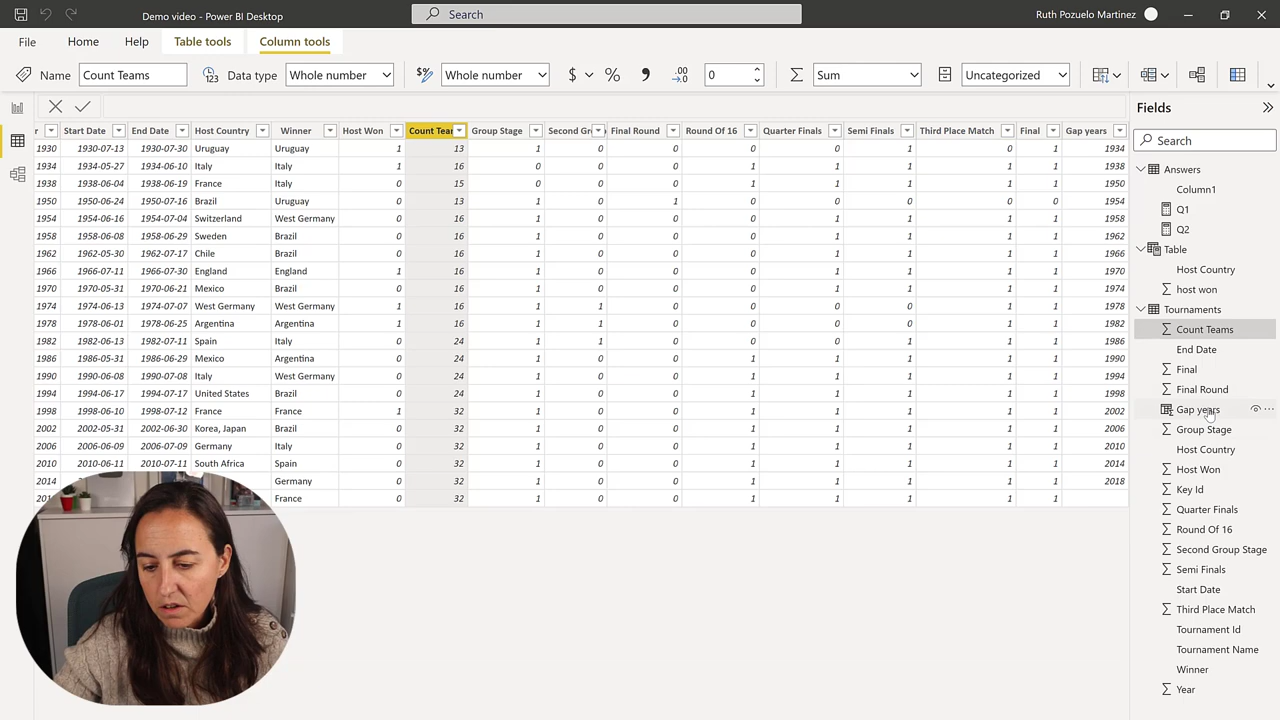 Demo video - Power BI Desktop
Search
Ruth Pozuelo Martinez
File Home Help Table tools Column tools
Name Count Teams Data type Whole number Whole number $ % 0 Sum Uncategorized
Start Date End Date Host Country Winner Host Won Count Group Stage Second Final Round Round Of 16 Quarter Finals Semi Finals Third Place Match Final Gap years
1930 1930-07-13 1930-07-30 Uruguay Uruguay 1 13 1 0 0 0 0 1 0 1 1934
1934 1934-05-27 1934-06-10 Italy Italy 1 16 0 0 0 1 1 1 1 1 1938
1938 1938-06-04 1938-06-19 France Italy 0 15 0 0 0 1 1 1 1 1 1950
1950 1950-06-24 1950-07-16 Brazil Uruguay 0 13 1 0 1 0 0 0 0 0 1954
1954 1954-06-16 1954-07-04 Switzerland West Germany 0 16 1 0 0 0 1 1 1 1 1958
1958 1958-06-08 1958-06-29 Sweden Brazil 0 16 1 0 0 0 1 1 1 1 1962
1962 1962-05-30 1962-07-17 Chile Brazil 0 16 1 0 0 0 1 1 1 1 1966
1966 1966-07-11 1966-07-30 England England 1 16 1 0 0 0 1 1 1 1 1970
1970 1970-05-31 1970-06-21 Mexico Brazil 0 16 1 0 0 0 1 1 1 1 1974
1974 1974-06-13 1974-07-07 West Germany West Germany 1 16 1 1 0 0 0 0 1 1 1978
1978 1978-06-01 1978-06-25 Argentina Argentina 1 16 1 1 0 0 0 0 1 1 1982
1982 1982-06-13 1982-07-11 Spain Italy 0 24 1 1 0 0 0 1 1 1 1986
1986 1986-05-31 1986-06-29 Mexico Argentina 0 24 1 0 0 1 1 1 1 1 1990
1990 1990-06-08 1990-07-08 Italy West Germany 0 24 1 0 0 1 1 1 1 1 1994
1994 1994-06-17 1994-07-17 United States Brazil 0 24 1 0 0 1 1 1 1 1 1998
1998 1998-06-10 1998-07-12 France France 1 32 1 0 0 1 1 1 1 1 2002
2002 2002-05-31 2002-06-30 Korea, Japan Brazil 0 32 1 0 0 1 1 1 1 1 2006
2006 2006-06-09 2006-07-09 Germany Italy 0 32 1 0 0 1 1 1 1 1 2010
2010 2010-06-11 2010-07-11 South Africa Spain 0 32 1 0 0 1 1 1 1 1 2014
2014 Germany 0 32 1 0 0 1 1 1 1 1 2018
France 0 32 1 0 0 1 1 1 1 1
Fields
Search
Answers
Column1
Q1
Q2
Table
Host Country
host won
Tournaments
Count Teams
End Date
Final
Final Round
Gap years
Group Stage
Host Country
Host Won
Key Id
Quarter Finals
Round Of 16
Second Group Stage
Semi Finals
Start Date
Third Place Match
Tournament Id
Tournament Name
Winner
Year